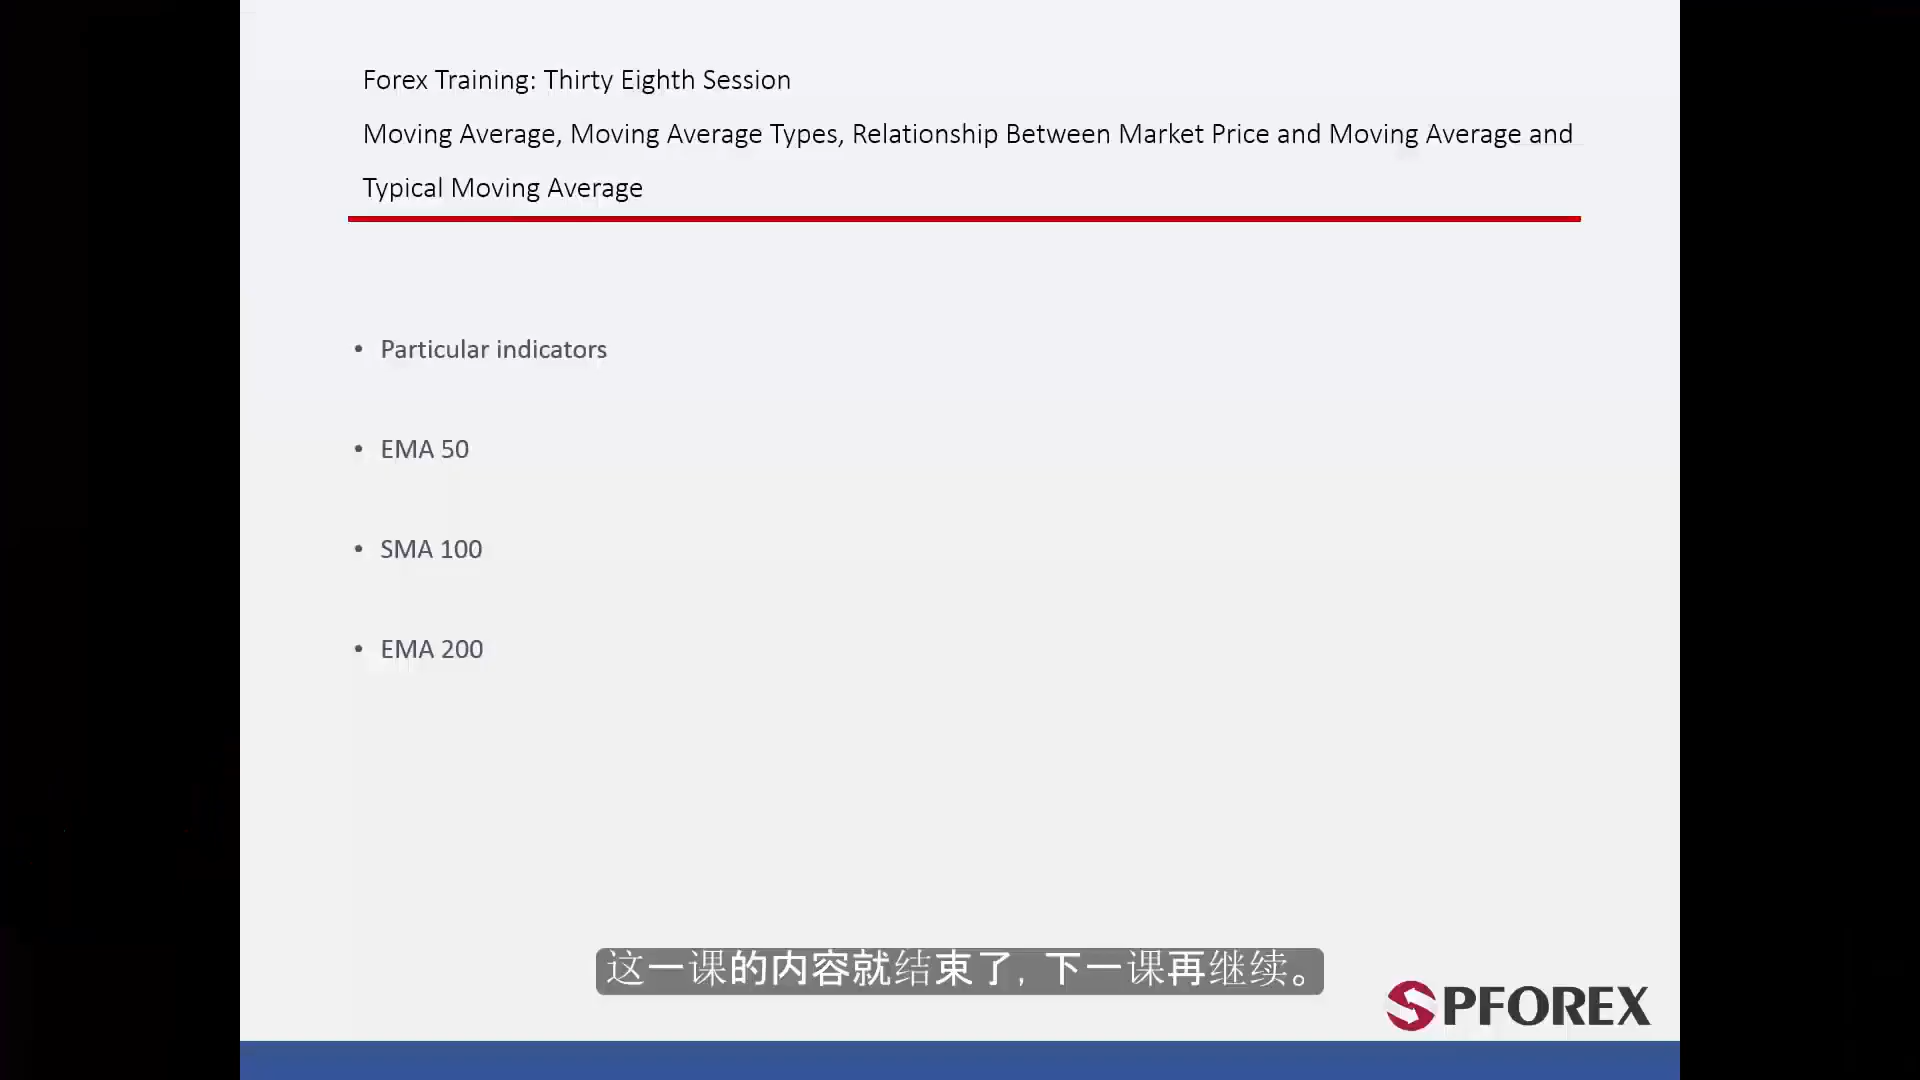 Forex Training: Thirty Eighth Session
Moving Average, Moving Average Types, Relationship Between Market Price and Moving Average and
Typical Moving Average
• Particular indicators
• EMA 50
• SMA 100
• EMA 200
这一课的内容就结束了, 下一课再继续。
SPFOREX